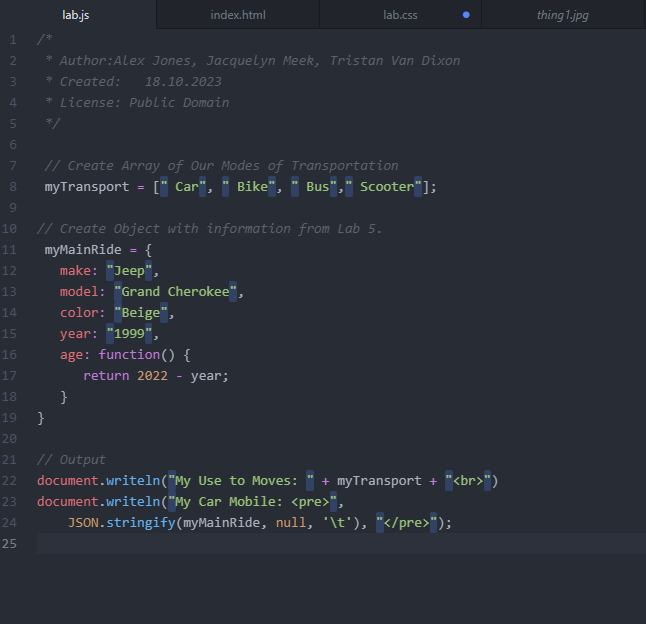 lab.js index.html lab.css thing1.jpg
1 /*
2  * Author:Alex Jones, Jacquelyn Meek, Tristan Van Dixon
3  * Created:   18.10.2023
4  * License: Public Domain
5  */
6
7  // Create Array of Our Modes of Transportation
8  myTransport = [" Car", " Bike", " Bus"," Scooter"];
9
10 // Create Object with information from Lab 5.
11  myMainRide = {
12    make: "Jeep",
13    model: "Grand Cherokee",
14    color: "Beige",
15    year: "1999",
16    age: function() {
17       return 2022 - year;
18    }
19 }
20
21 // Output
22 document.writeln("My Use to Moves: " + myTransport + "<br>")
23 document.writeln("My Car Mobile: <pre>",
24     JSON.stringify(myMainRide, null, '\t'), "</pre>");
25